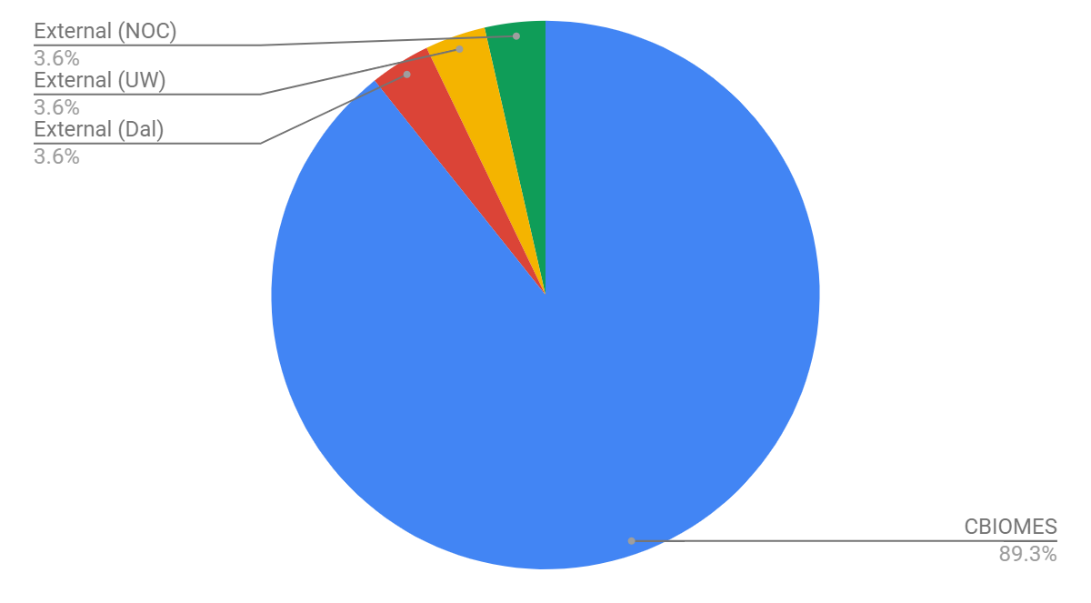 External (NOC)
3.6%
External (UW)
3.6%
External (Dal)
3.6%
CBIOMES
89.3%